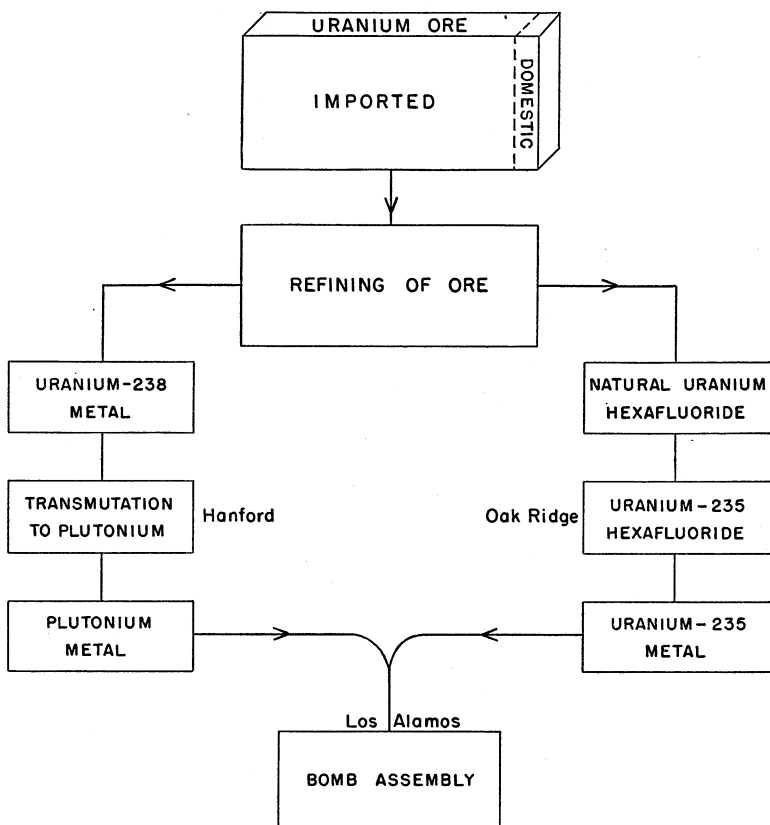 URANIUM ORE
IMPORTED
DOMESTIC
REFINING OF ORE
URANIUM-238
METAL
NATURAL URANIUM
HEXAFLUORIDE
TRANSMUTATION
TO PLUTONIUM
Hanford
Oak Ridge
URANIUM-235
HEXAFLUORIDE
PLUTONIUM
METAL
URANIUM-235
METAL
Los Alamos
BOMB ASSEMBLY